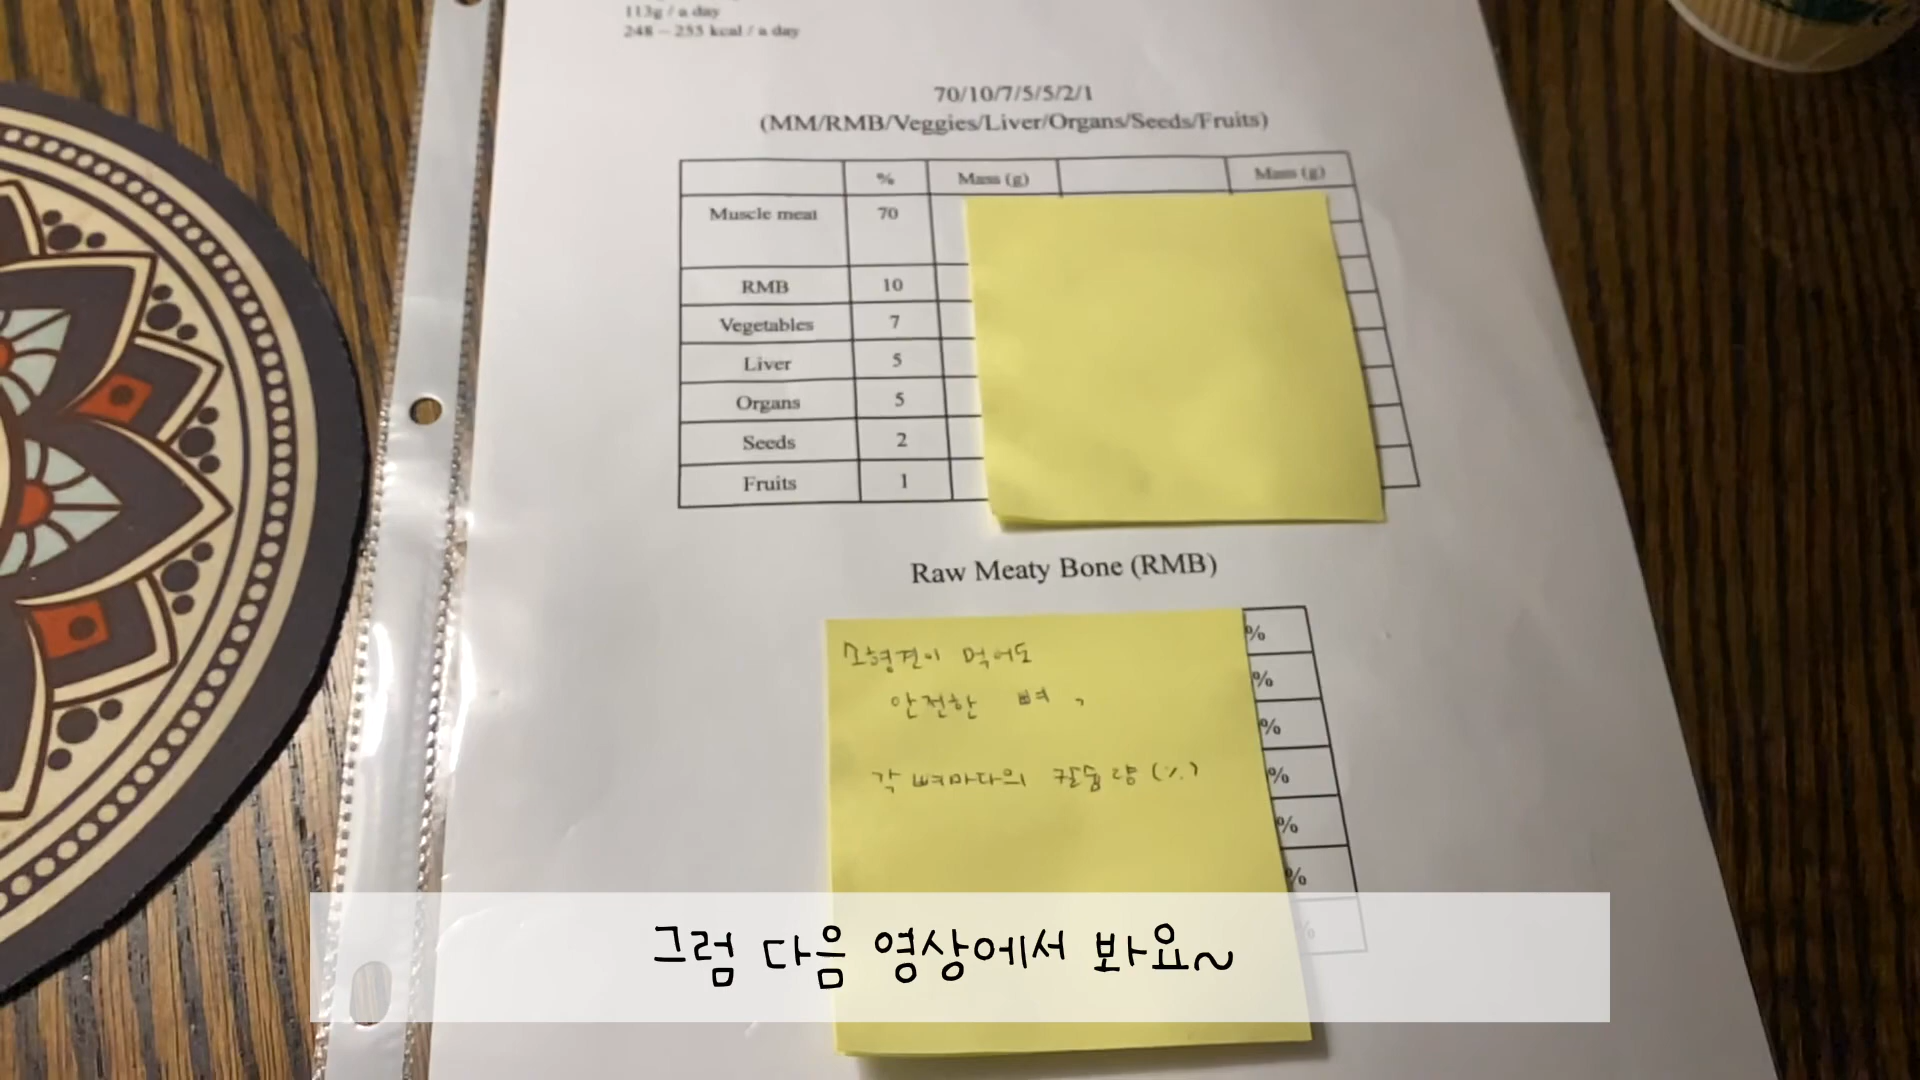 113g / a day
248 – 255 kcal / a day
70/10/7/5/5/2/1
(MM/RMB/Veggies/Liver/Organs/Seeds/Fruits)
% Mass (g) Mass (g)
Muscle meat 70
RMB 10
Vegetables 7
Liver 5
Organs 5
Seeds 2
Fruits 1
Raw Meaty Bone (RMB)
소형견이 먹어도
안전한 뼈,
각 뼈마다의 칼슘량 (%)
%
%
%
%
%
%
%
그럼 다음 영상에서 봐요~